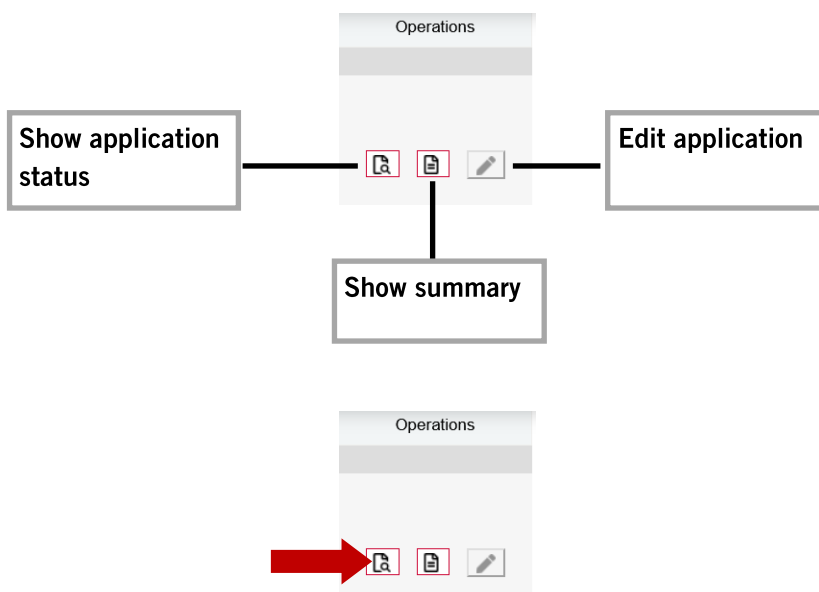 Operations
Show application
status
Edit application
Show summary
Operations